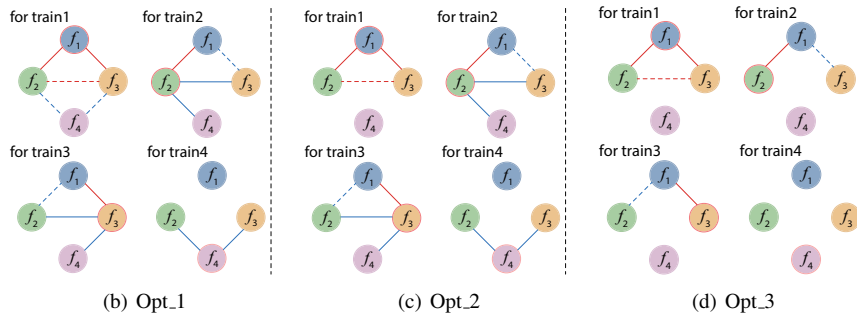 for train1
for train2
f1
f2
f3
f4
f1
f2
f3
f4
for train3
for train4
f1
f2
f3
f4
f1
f2
f3
f4
(b) Opt_1
for train1
for train2
f1
f2
f3
f4
f1
f2
f3
f4
for train3
for train4
f1
f2
f3
f4
f1
f2
f3
f4
(c) Opt_2
for train1
for train2
f1
f2
f3
f4
f1
f2
f3
f4
for train3
for train4
f1
f2
f3
f4
f1
f2
f3
f4
(d) Opt_3